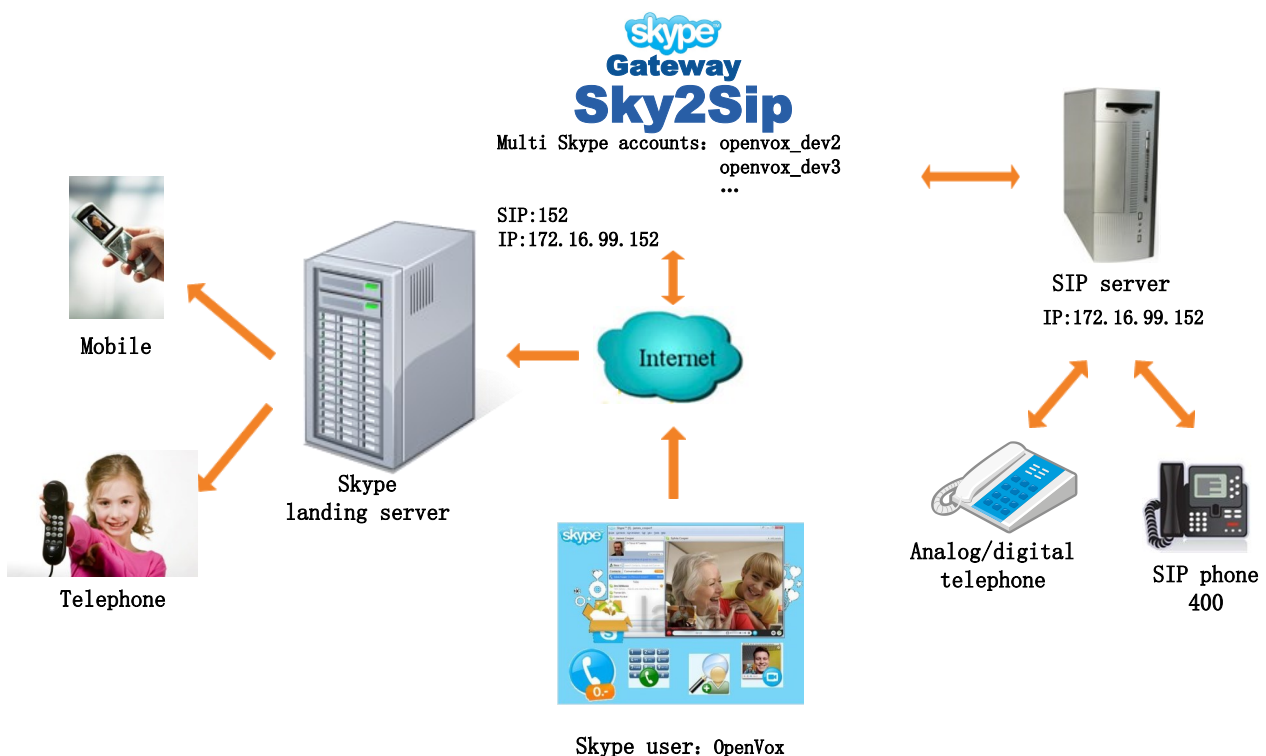 skype
Gateway
Sky2Sip
Multi Skype accounts: openvox_dev2
openvox_dev3
...
SIP:152
IP:172.16.99.152
SIP server
IP:172.16.99.152
Mobile
Internet
Skype
landing server
Telephone
Analog/digital
telephone
SIP phone
400
skype
0.-
Skype user: OpenVox